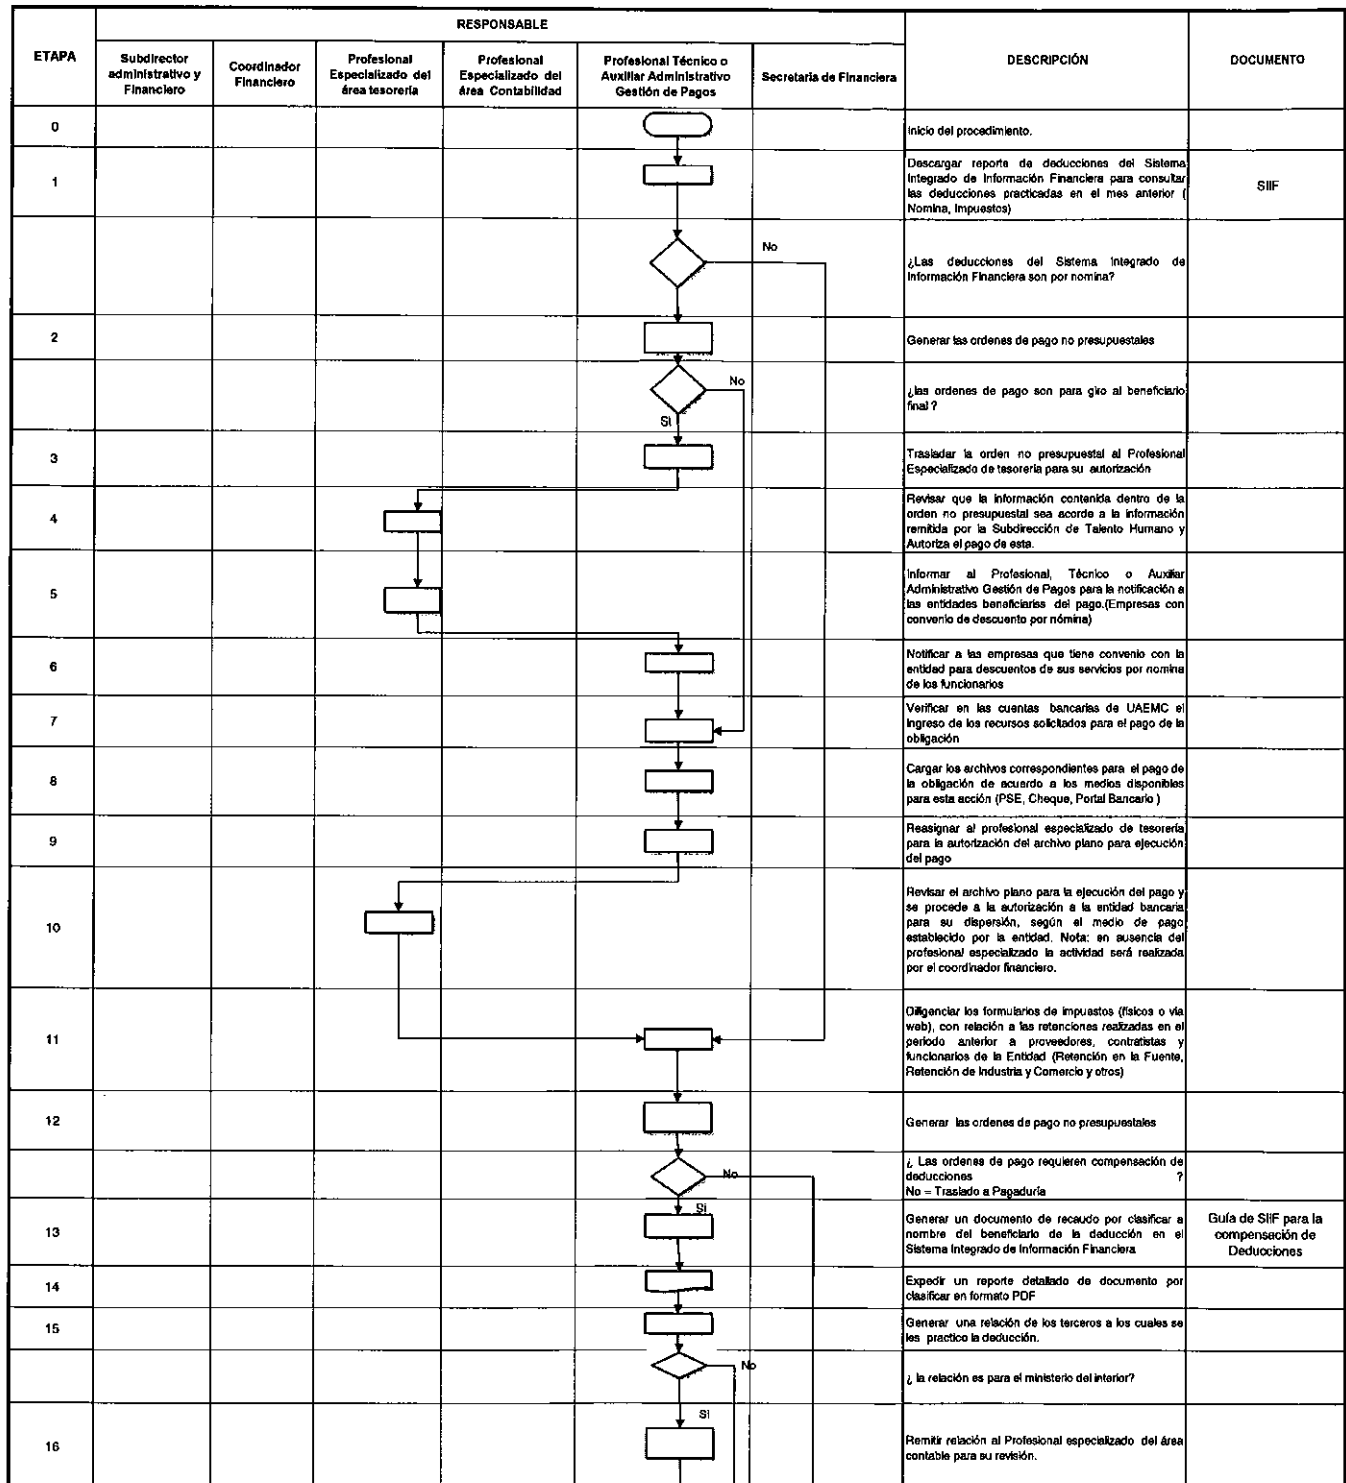 RESPONSABLE
ETAPA
Subdirector
administrativo y
Financiero
Coordinador
Financiero
Profesional
Especializado del
área tesorería
Profesional
Especializado del
área Contabilidad
Profesional Técnico o
Auxiliar Administrativo
Gestión de Pagos
Secretaria de Financiera
DESCRIPCIÓN
DOCUMENTO
0
Inicio del procedimiento.
1
Descargar reporte de deducciones del Sistema
Integrado de Información Financiera para consultar
las deducciones practicadas en el mes anterior (
Nomina, Impuestos)
SIIF
No
¿Las deducciones del Sistema Integrado de
Información Financiera son por nomina?
2
Generar las ordenes de pago no presupuestales
No
Si
¿las ordenes de pago son para giro al beneficiario
final ?
3
Trasladar la orden no presupuestal al Profesional
Especializado de tesorería para su autorización
4
Revisar que la información contenida dentro de la
orden no presupuestal sea acorde a la información
remitida por la Subdirección de Talento Humano y
Autoriza el pago de esta.
5
Informar al Profesional, Técnico o Auxiliar
Administrativo Gestión de Pagos para la notificación a
las entidades beneficiarias del pago.(Empresas con
convenio de descuento por nómina)
6
Notificar a las empresas que tiene convenio con la
entidad para descuentos de sus servicios por nomina
de los funcionarios
7
Verificar en las cuentas bancarias de UAEMC el
ingreso de los recursos solicitados para el pago de la
obligación
8
Cargar los archivos correspondientes para el pago de
la obligación de acuerdo a los medios disponibles
para esta acción (PSE, Cheque, Portal Bancario )
9
Reasignar al profesional especializado de tesorería
para la autorización del archivo plano para ejecución
del pago
10
Revisar el archivo plano para la ejecución del pago y
se procede a la autorización a la entidad bancaria
para su dispersión, según el medio de pago
establecido por la entidad. Nota: en ausencia del
profesional especializado la actividad será realizada
por el coordinador financiero.
11
Diligenciar los formularios de impuestos (físicos o via
web), con relación a las retenciones realizadas en el
periodo anterior a proveedores, contratistas y
funcionarios de la Entidad (Retención en la Fuente,
Retención de Industria y Comercio y otros)
12
Generar las ordenes de pago no presupuestales
No
Si
¿ Las ordenes de pago requieren compensación de
deducciones ?
No = Traslado a Pagaduría
13
Generar un documento de recaudo por clasificar a
nombre del beneficiario de la deducción en el
Sistema Integrado de Información Financiera
Guía de SIIF para la
compensación de
Deducciones
14
Expedir un reporte detallado de documento por
clasificar en formato PDF
15
Generar una relación de los terceros a los cuales se
les practico la deducción.
No
¿ la relación es para el ministerio del interior?
Si
16
Remitir relación al Profesional especializado del área
contable para su revisión.